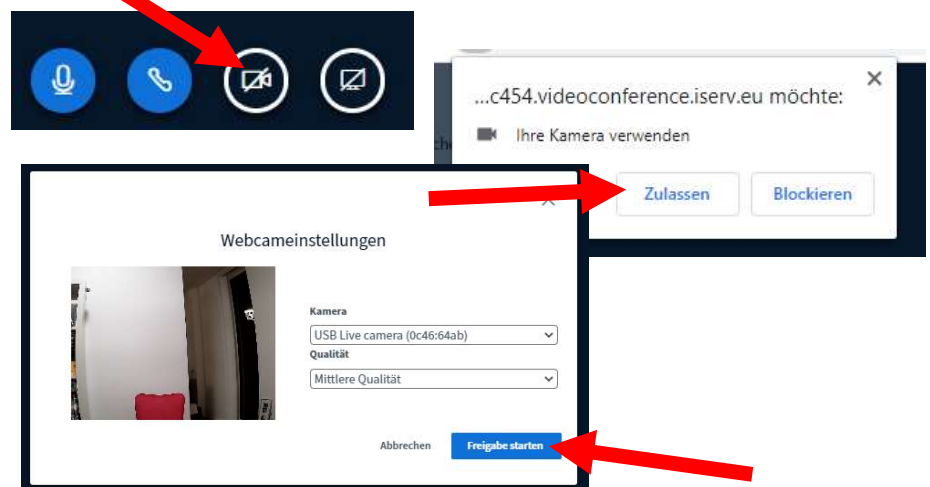 ...c454.videoconference.iserv.eu möchte:
Ihre Kamera verwenden
Zulassen
Blockieren
Webcameinstellungen
Kamera
USB Live camera (0c46:64ab)
Qualität
Mittlere Qualität
Abbrechen
Freigabe starten